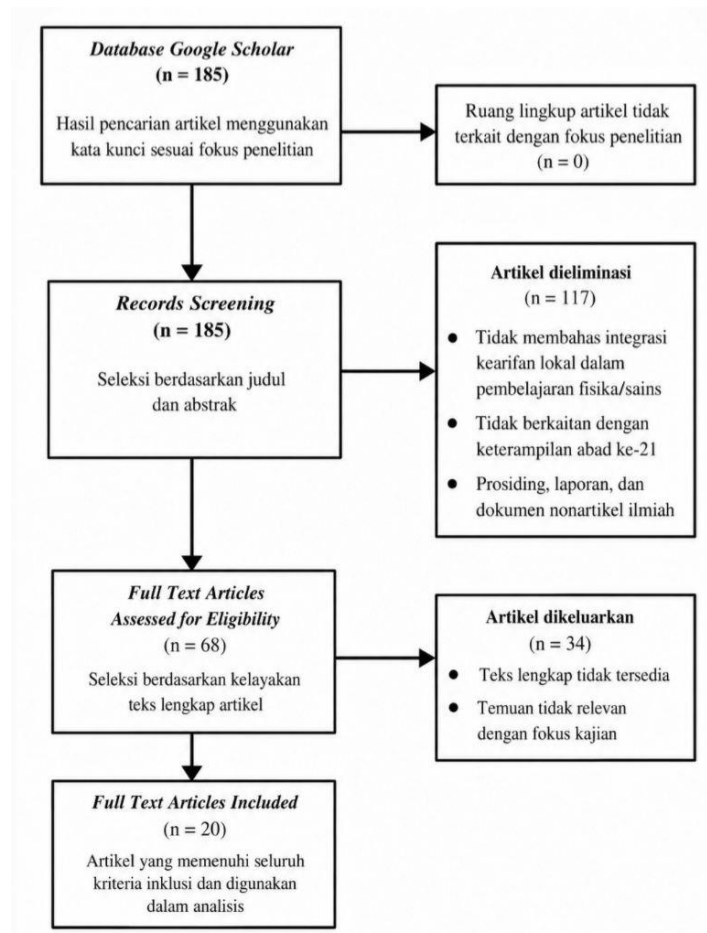 Database Google Scholar
(n = 185)
Hasil pencarian artikel menggunakan
kata kunci sesuai fokus penelitian
Ruang lingkup artikel tidak
terkait dengan fokus penelitian
(n = 0)
Records Screening
(n = 185)
Seleksi berdasarkan judul
dan abstrak
Artikel dieliminasi
(n = 117)
● Tidak membahas integrasi
kearifan lokal dalam
pembelajaran fisika/sains
● Tidak berkaitan dengan
keterampilan abad ke-21
● Prosiding, laporan, dan
dokumen nonartikel ilmiah
Full Text Articles
Assessed for Eligibility
(n = 68)
Seleksi berdasarkan kelayakan
teks lengkap artikel
Artikel dikeluarkan
(n = 34)
● Teks lengkap tidak tersedia
● Temuan tidak relevan
dengan fokus kajian
Full Text Articles Included
(n = 20)
Artikel yang memenuhi seluruh
kriteria inklusi dan digunakan
dalam analisis